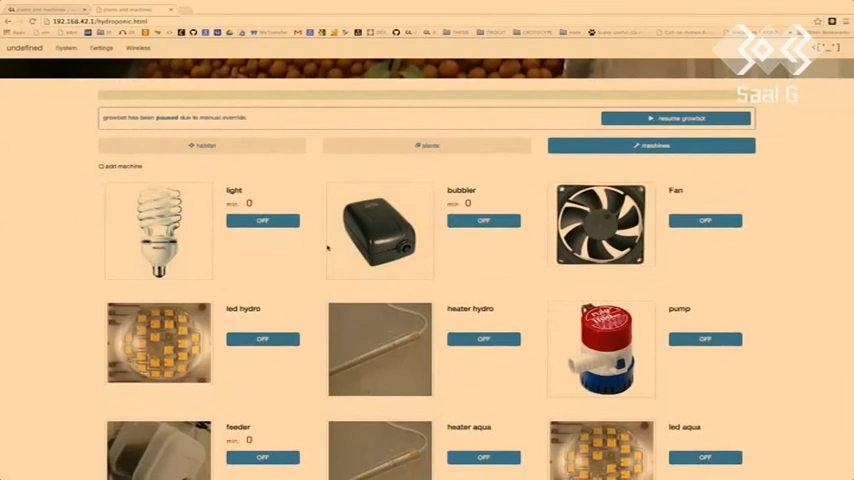 192.168.42.1/hydroponic.html
undefined
System
Settings
Wireless
<['_']
Saal G
growbot has been paused due to manual override.
resume growbot
habitat
plants
machines
add machine
light
min. 0
OFF
bubbler
min 0
OFF
Fan
OFF
led hydro
OFF
heater hydro
OFF
pump
OFF
feeder
min. 0
OFF
heater aqua
OFF
led aqua
OFF